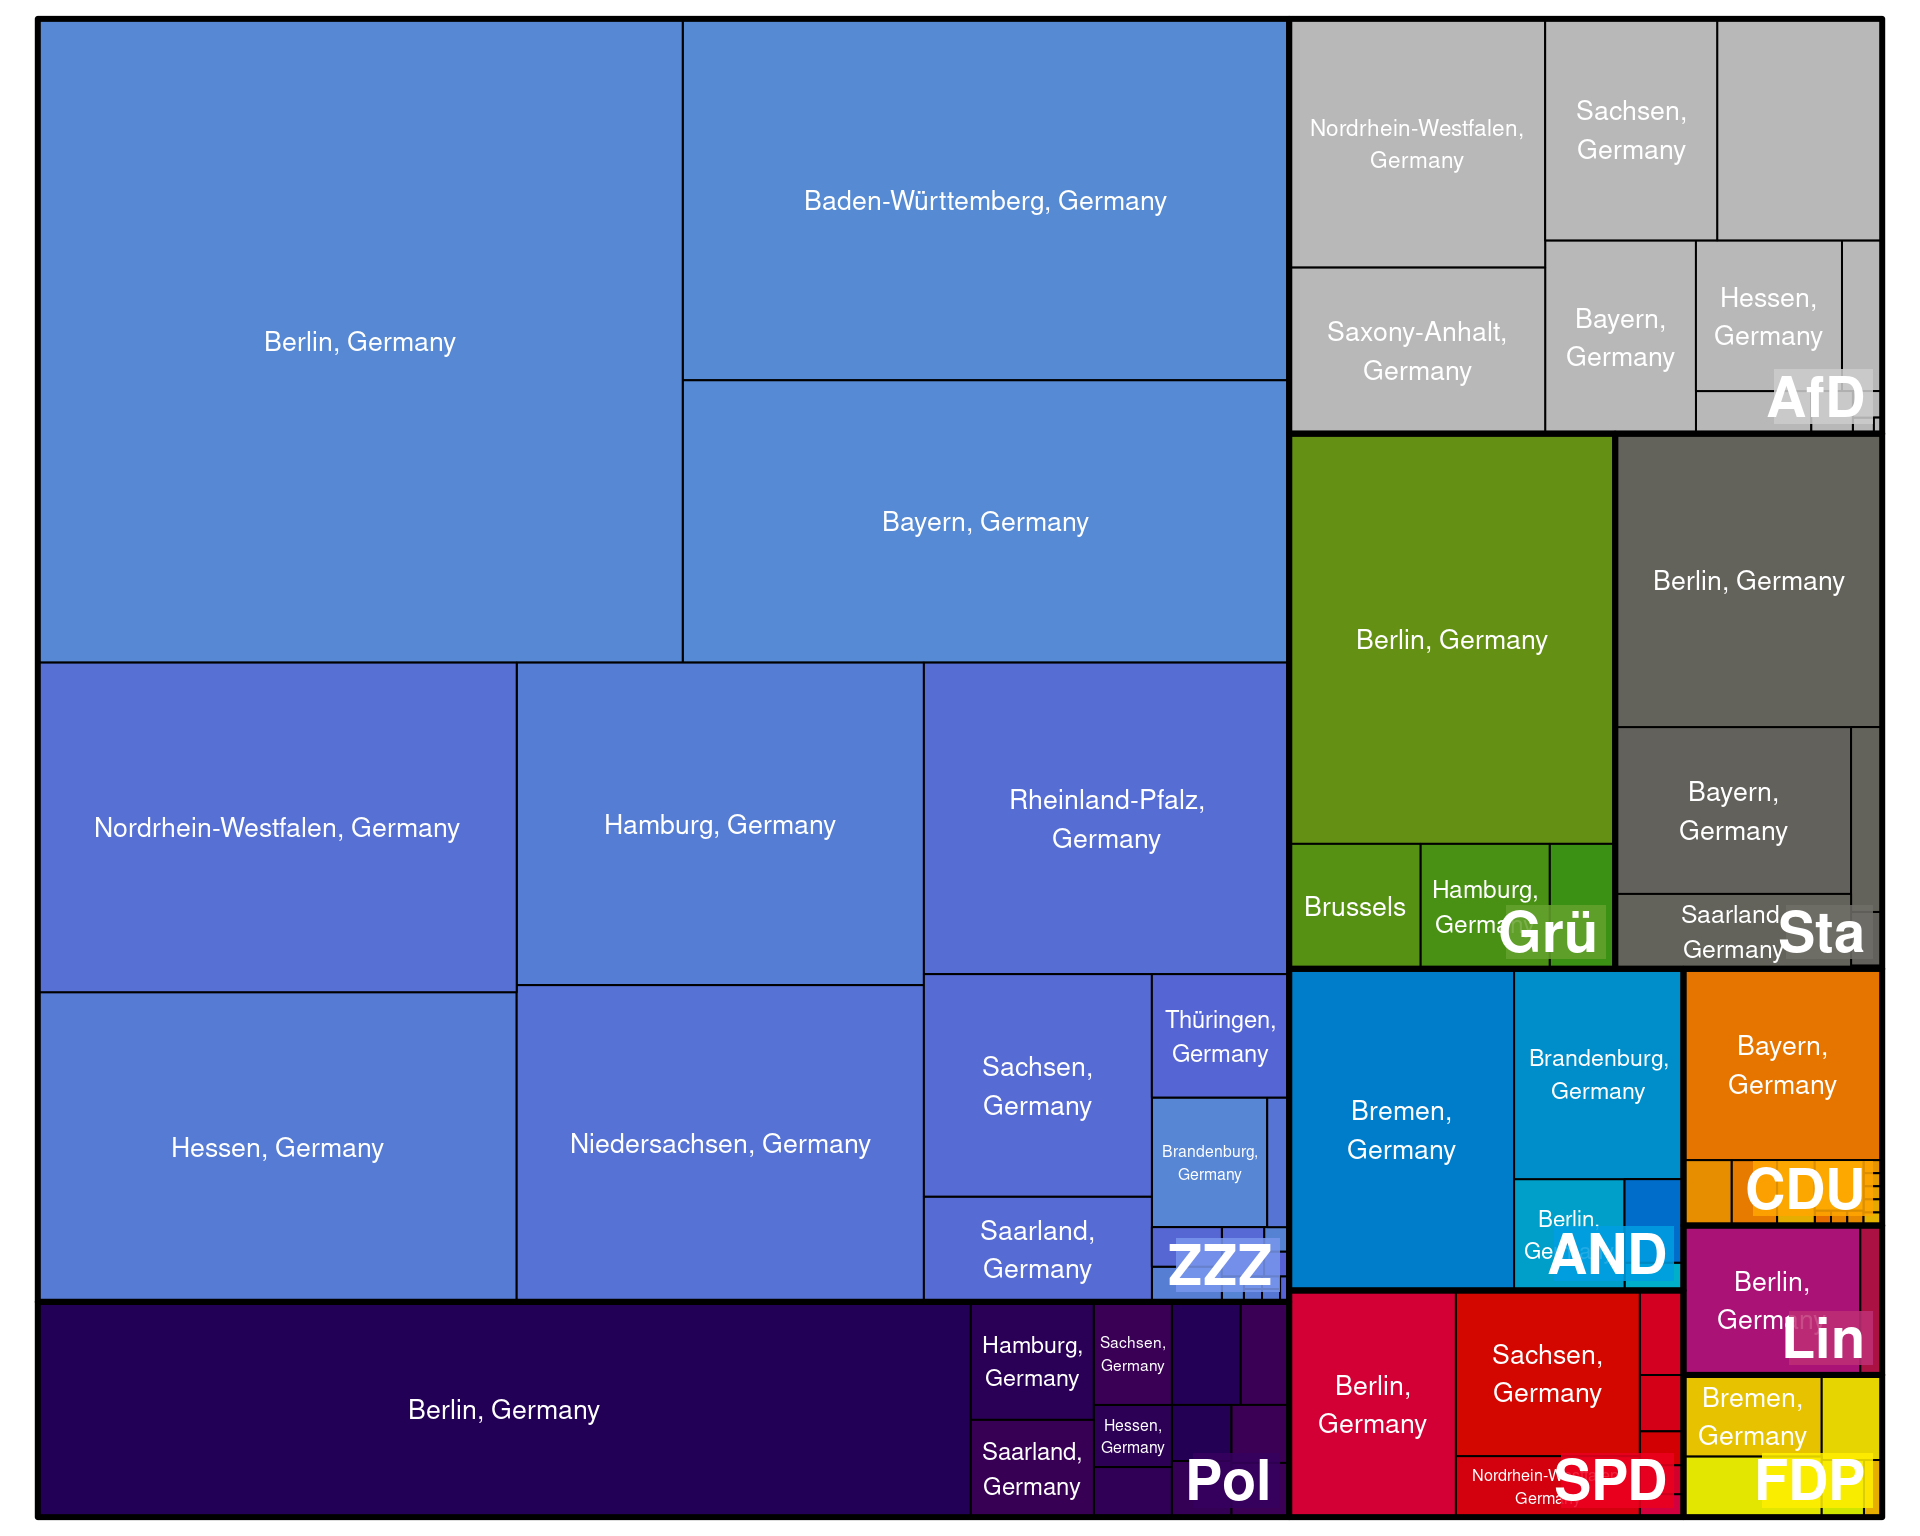 Berlin, Germany
Baden-Württemberg, Germany
Bayern, Germany
Nordrhein-Westfalen, Germany
Hamburg, Germany
Rheinland-Pfalz,
Germany
Hessen, Germany
Niedersachsen, Germany
Sachsen,
Germany
Thüringen,
Germany
Brandenburg,
Germany
Saarland,
Germany
ZZZ
Berlin, Germany
Hamburg,
Germany
Saarland,
Germany
Sachsen,
Germany
Hessen,
Germany
Pol
Nordrhein-Westfalen,
Germany
Saxony-Anhalt,
Germany
Sachsen,
Germany
Bayern,
Germany
Hessen,
Germany
AfD
Berlin, Germany
Brussels
Hamburg,
Germany
Grü
Berlin, Germany
Bayern,
Germany
Saarland
Germany
Sta
Bremen,
Germany
Brandenburg,
Germany
Berlin,
AND
Bayern,
Germany
CDU
Berlin,
Germany
Lin
Berlin,
Germany
Sachsen,
Germany
SPD
Bremen,
Germany
FDP